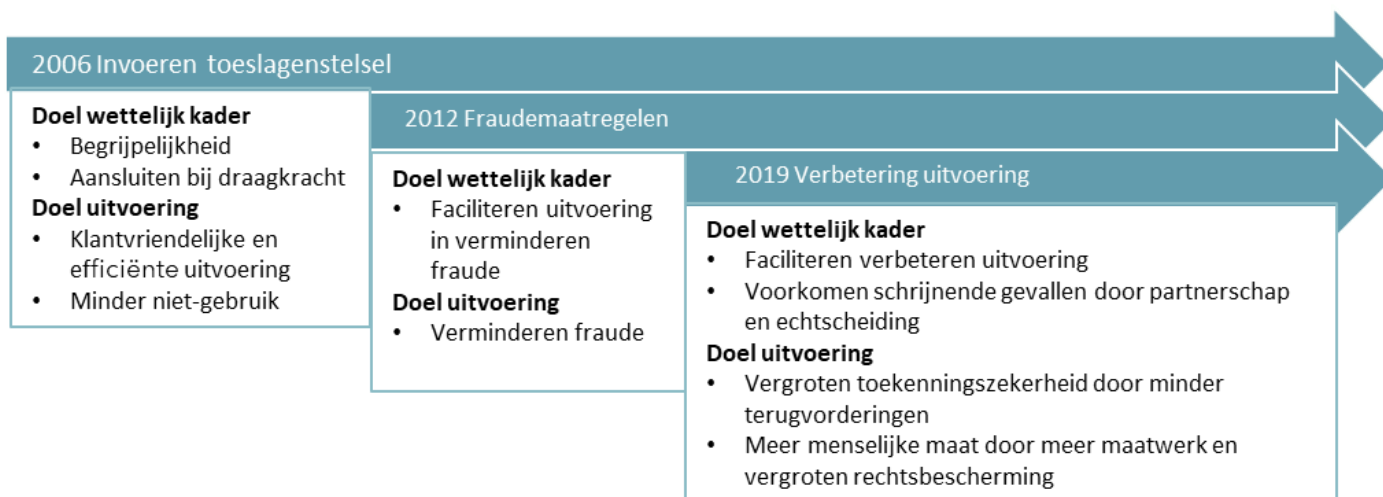 2006 Invoeren toeslagenstelsel
Doel wettelijk kader
• Begrijpelijkheid
• Aansluiten bij draagkracht
Doel uitvoering
• Klantvriendelijke en
efficiënte uitvoering
• Minder niet-gebruik
2012 Fraudemaatregelen
Doel wettelijk kader
• Faciliteren uitvoering
in verminderen
fraude
Doel uitvoering
• Verminderen fraude
2019 Verbetering uitvoering
Doel wettelijk kader
• Faciliteren verbeteren uitvoering
• Voorkomen schrijnende gevallen door partnerschap
en echtscheiding
Doel uitvoering
• Vergroten toekenningszekerheid door minder
terugvorderingen
• Meer menselijke maat door meer maatwerk en
vergroten rechtsbescherming